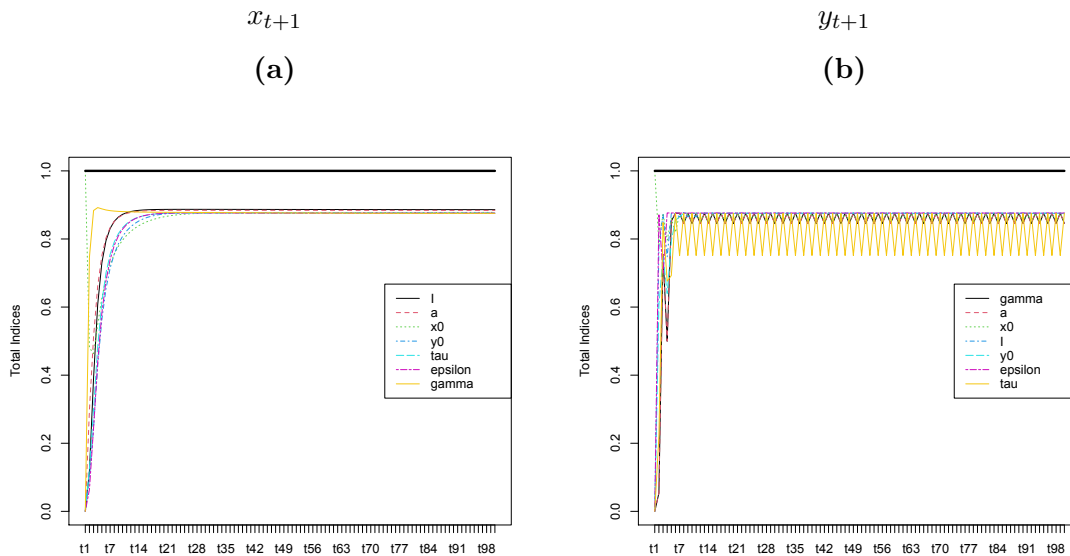 x_{t+1}
y_{t+1}
(a)
(b)
Total Indices
0.0
0.2
0.4
0.6
0.8
1.0
I
a
x0
y0
tau
epsilon
gamma
t1 t7 t14 t21 t28 t35 t42 t49 t56 t63 t70 t77 t84 t91 t98
Total Indices
0.0
0.2
0.4
0.6
0.8
1.0
gamma
a
x0
I
y0
epsilon
tau
t1 t7 t14 t21 t28 t35 t42 t49 t56 t63 t70 t77 t84 t91 t98